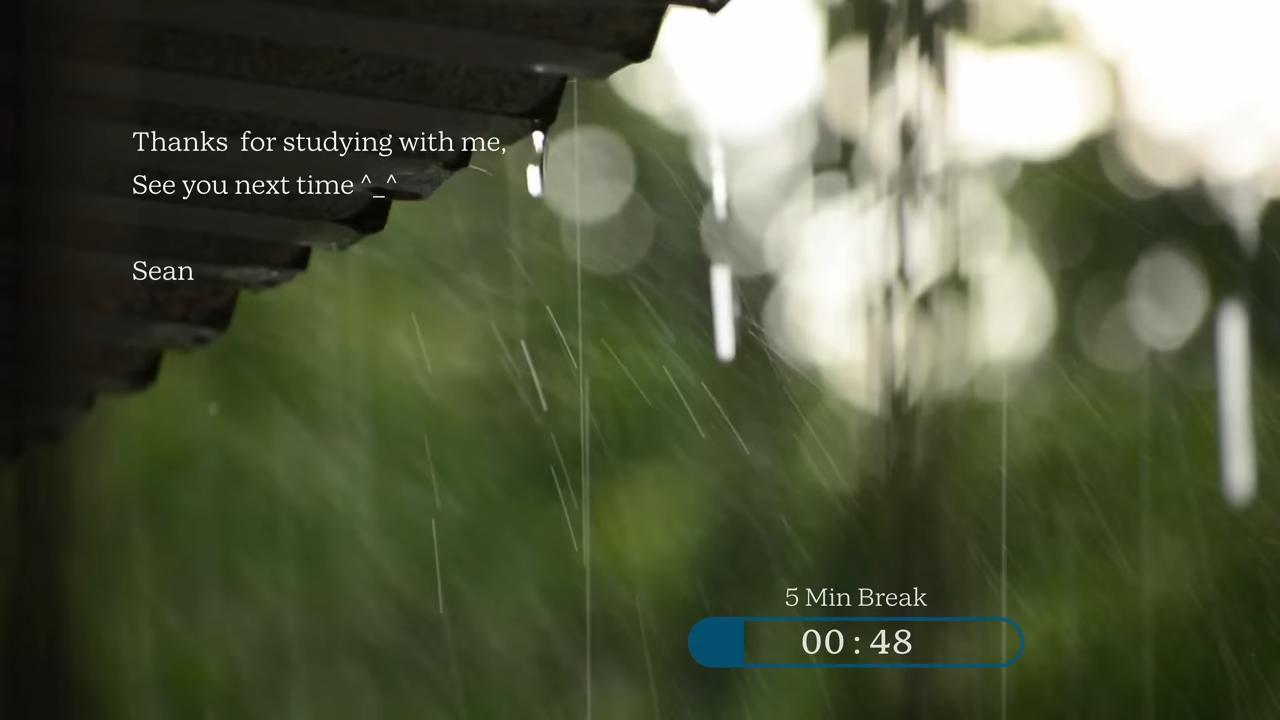 Thanks  for studying with me,
See you next time ^_^
Sean
5 Min Break
00 : 48